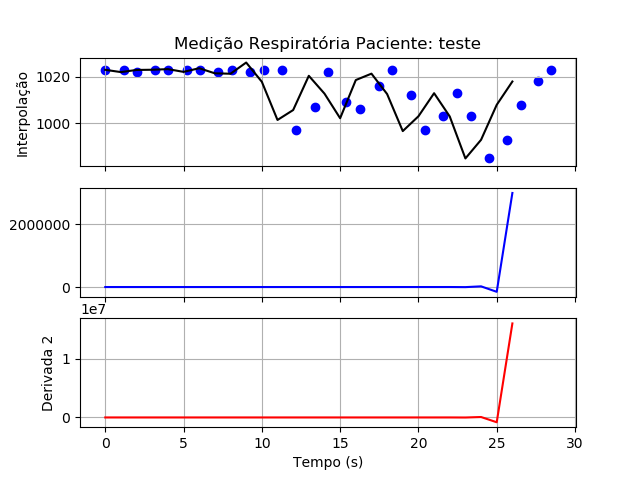 Medição Respiratória Paciente: teste
Interpolação
1020
1000
2000000
0
1e7
Derivada 2
1
0
0 5 10 15 20 25 30
Tempo (s)